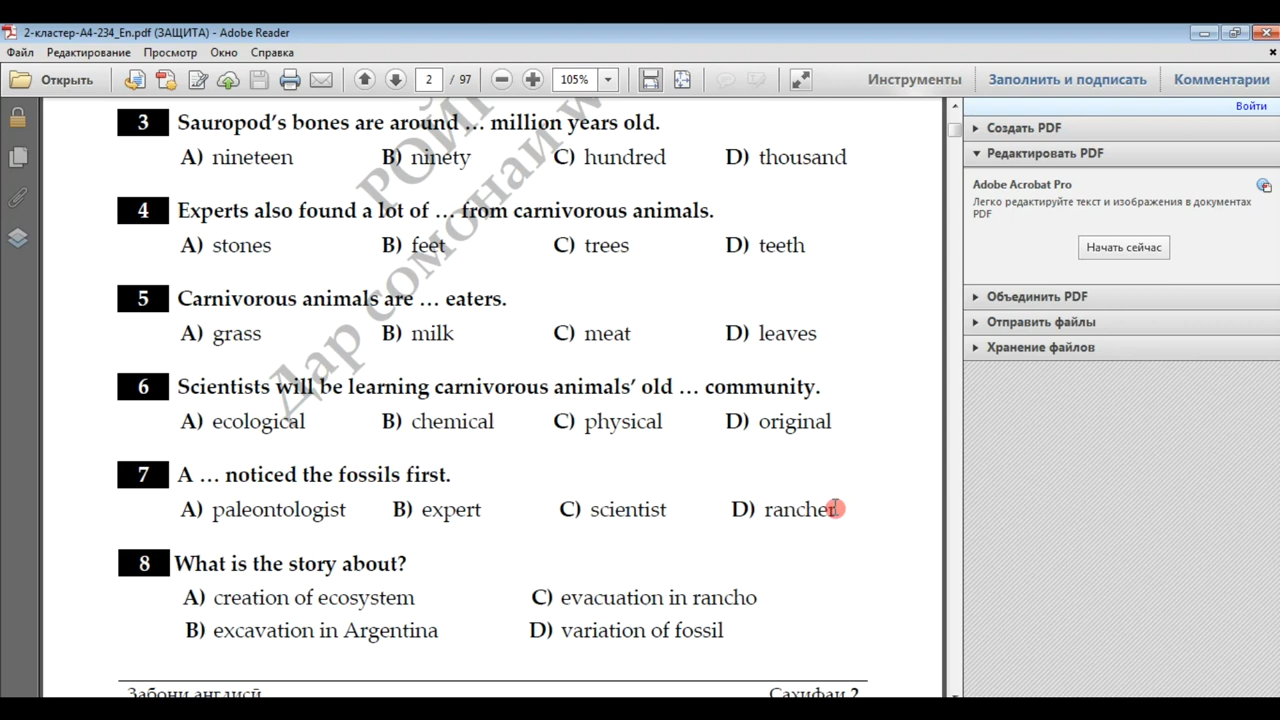 2-кластер-A4-234_En.pdf (ЗАЩИТА) - Adobe Reader
Файл Редактирование Просмотр Окно Справка
Открыть 2 / 97 105% Инструменты Заполнить и подписать Комментарии
Войти
Создать PDF
Редактировать PDF
Adobe Acrobat Pro
Легко редактируйте текст и изображения в документах PDF
Начать сейчас
Объединить PDF
Отправить файлы
Хранение файлов
3 Sauropod's bones are around … million years old.
A) nineteen B) ninety C) hundred D) thousand
4 Experts also found a lot of … from carnivorous animals.
A) stones B) feet C) trees D) teeth
5 Carnivorous animals are … eaters.
A) grass B) milk C) meat D) leaves
6 Scientists will be learning carnivorous animals' old … community.
A) ecological B) chemical C) physical D) original
7 A … noticed the fossils first.
A) paleontologist B) expert C) scientist D) rancher
8 What is the story about?
A) creation of ecosystem C) evacuation in rancho
B) excavation in Argentina D) variation of fossil
Забони англисӣ Саҳифаи 2
Дар сомонаи w